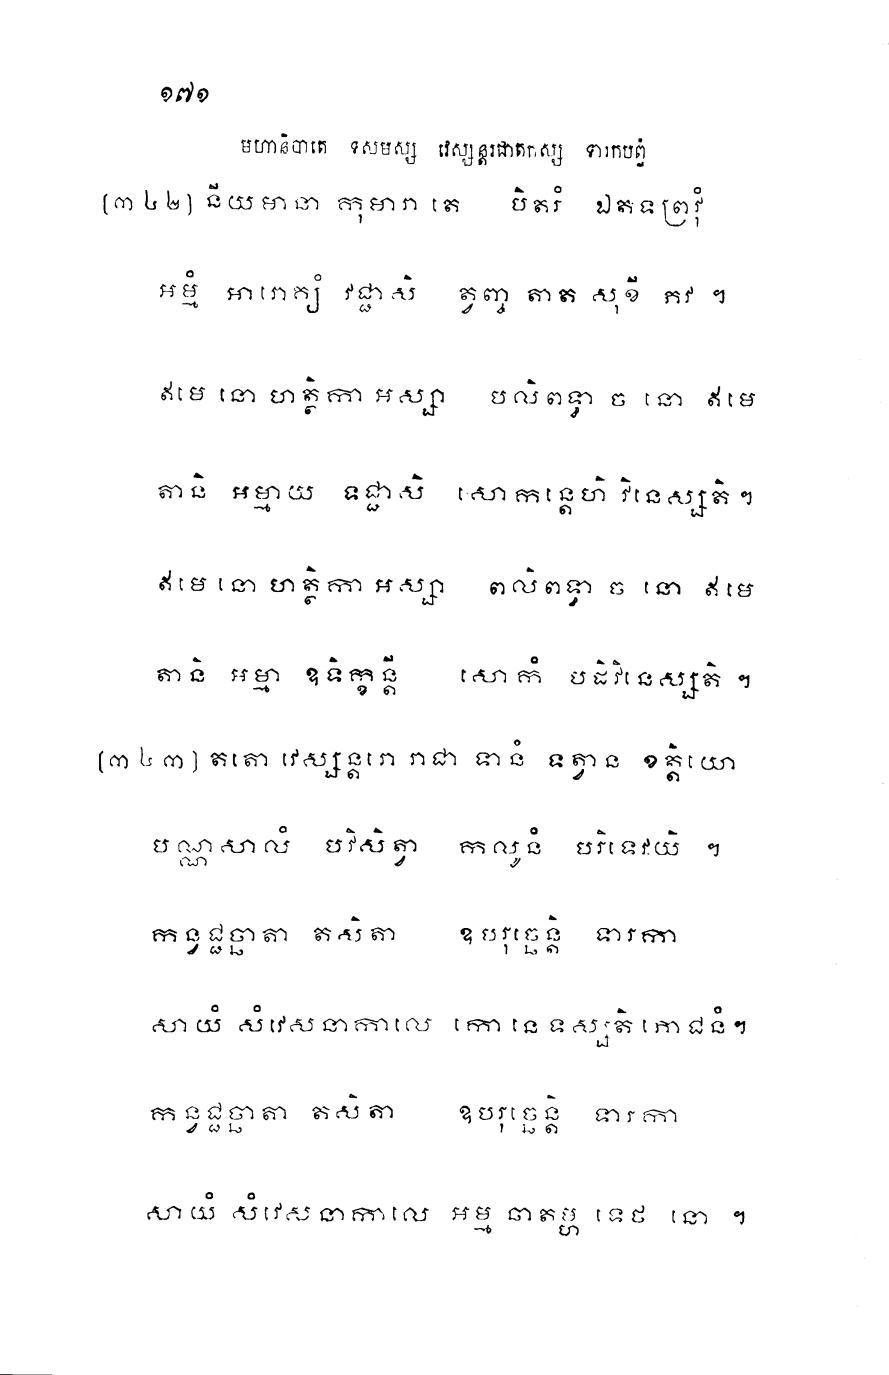 ១៧១
មហានិបាតេ ទសមស្ស វេស្សន្តរជាតកស្ស ទារកបព្វំ
(៣៤២) នីយមានា កុមារា តេ បិតរំ ឯតទព្រវុំ
អម្មំ អារោគ្យំ វជ្ជាសិ ត្វញ្ច តាត សុខី ភវ ។
ឥមេ នោ ហត្ថិកា អស្សា ពលិពទ្ធា ច នោ ឥមេ
តានិ អម្មាយ ទជ្ជាសិ សោកន្តេហិ វិនេស្សតិ ។
ឥមេ នោ ហត្ថិកា អស្សា ពលិពទ្ធា ច នោ ឥមេ
តានិ អម្មា ឧទិក្ខន្តី សោកំ បដិវិនេស្សតិ ។
(៣៤៣) តតោ វេស្សន្តរោ រាជា ទានំ ទត្វាន ខត្តិយោ
បណ្ណសាលំ បវិសិត្វា កលូនំ បរិទេវយិ ។
កន្វជ្ជច្ឆាតា តសិតា ឧបរុច្ឆេន្តិ ទារកា
សាយំ សំវេសនាកាលេ កោ នេ ទស្សតិ ភោជនំ ។
កន្វជ្ជច្ឆាតា តសិតា ឧបរុច្ឆេន្តិ ទារកា
សាយំ សំវេសនាកាលេ អម្ម ឆាតម្ហ ទេថ នោ ។